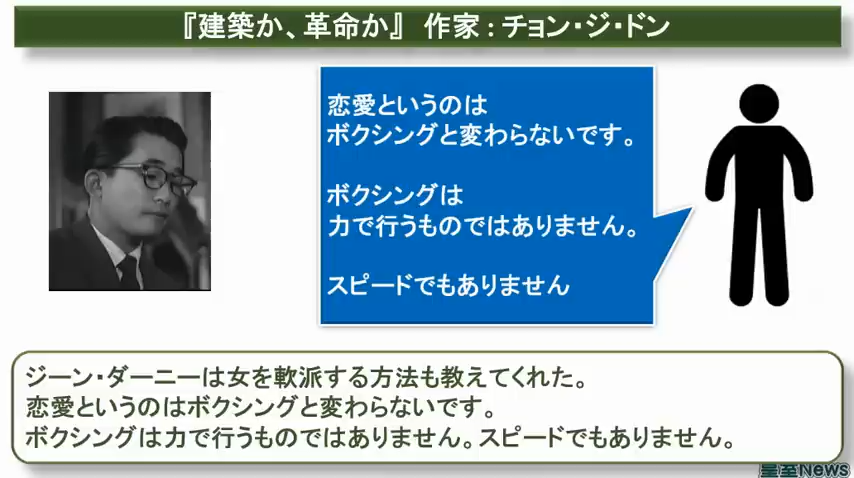 『建築か、革命か』 作家：チョン・ジ・ドン
恋愛というのは
ボクシングと変わらないです。
ボクシングは
力で行うものではありません。
スピードでもありません
ジーン・ダーニーは女を軟派する方法も教えてくれた。
恋愛というのはボクシングと変わらないです。
ボクシングは力で行うものではありません。スピードでもありません。
皇室News